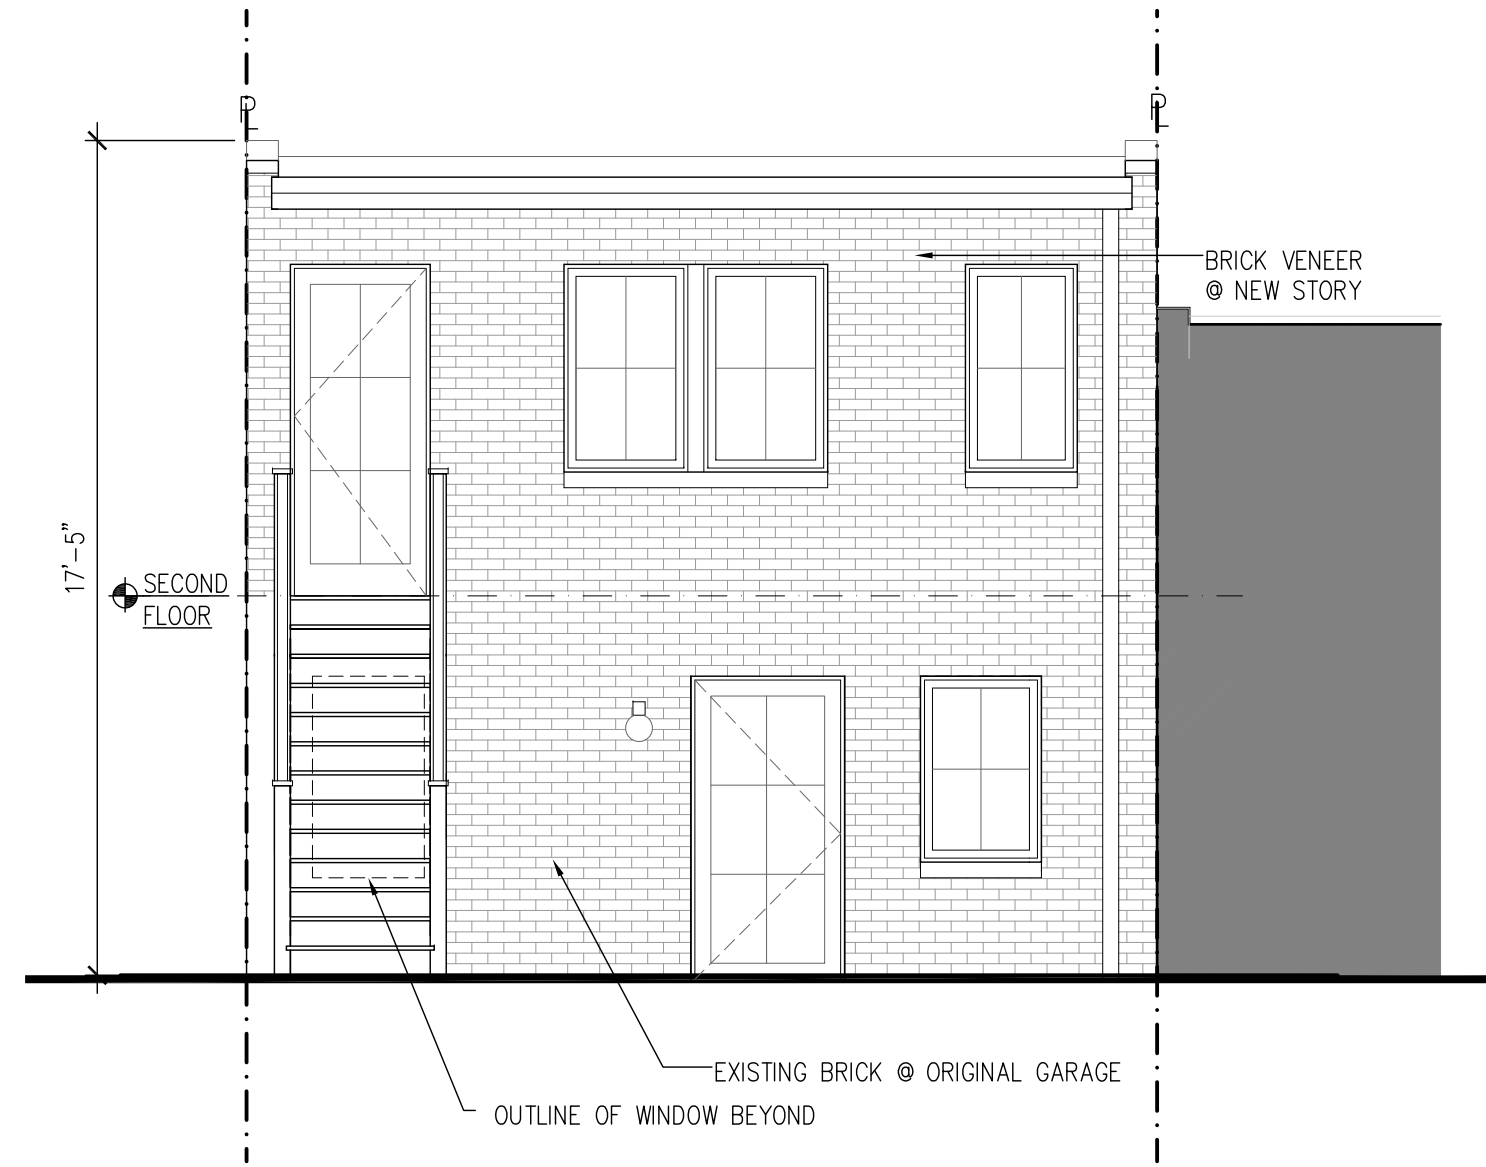 PL
PL
BRICK VENEER
@ NEW STORY
17'-5"
SECOND
FLOOR
EXISTING BRICK @ ORIGINAL GARAGE
OUTLINE OF WINDOW BEYOND